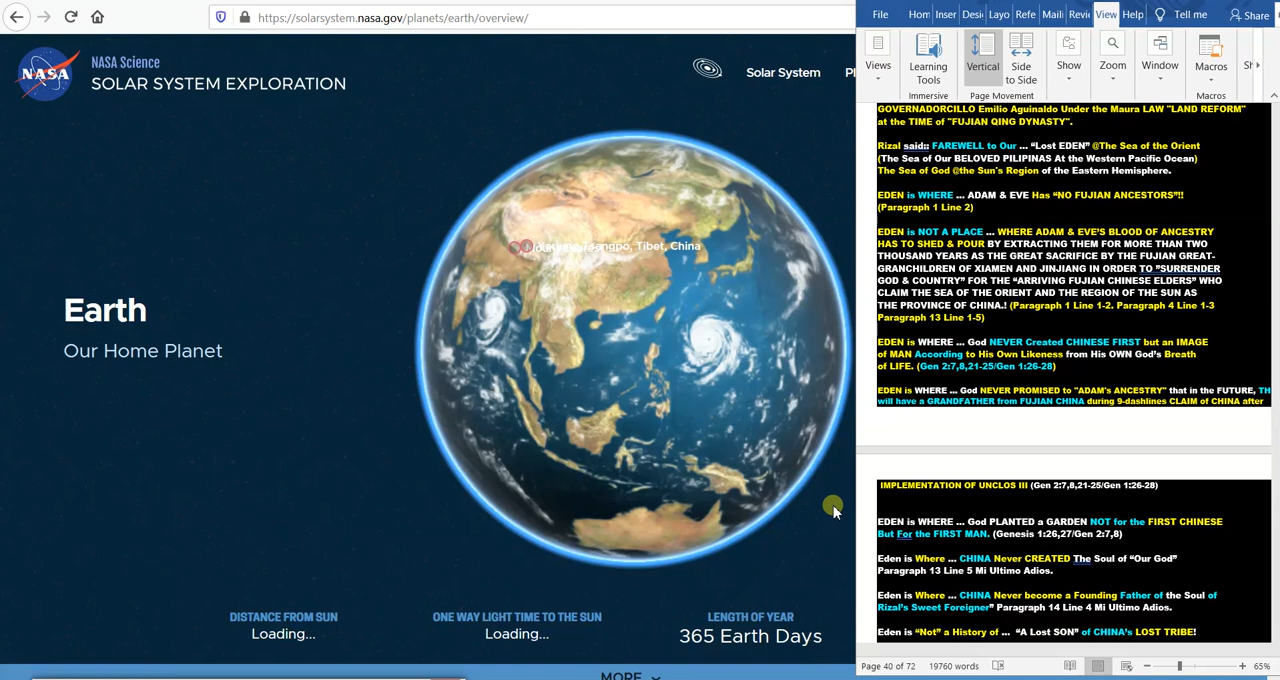 https://solarsystem.nasa.gov/planets/earth/overview/
NASA
NASA Science
SOLAR SYSTEM EXPLORATION
Solar System
Earth
Our Home Planet
Tibet, China
DISTANCE FROM SUN
Loading...
ONE WAY LIGHT TIME TO THE SUN
Loading...
LENGTH OF YEAR
365 Earth Days
MORE
File
Hom
Inser
Desi
Layo
Refe
Maili
Revie
View
Help
Tell me
Share
Views
Learning
Tools
Vertical
Side
to Side
Show
Zoom
Window
Macros
Immersive
Page Movement
Macros
GOVERNADORCILLO Emilio Aguinaldo Under the Maura LAW "LAND REFORM"
at the TIME of "FUJIAN QING DYNASTY".
Rizal said:: FAREWELL to Our ... “Lost EDEN” @The Sea of the Orient
(The Sea of Our BELOVED PILIPINAS At the Western Pacific Ocean)
The Sea of God @the Sun's Region of the Eastern Hemisphere.
EDEN is WHERE ... ADAM & EVE Has “NO FUJIAN ANCESTORS”!!
(Paragraph 1 Line 2)
EDEN is NOT A PLACE ... WHERE ADAM & EVE’S BLOOD OF ANCESTRY
HAS TO SHED & POUR BY EXTRACTING THEM FOR MORE THAN TWO
THOUSAND YEARS AS THE GREAT SACRIFICE BY THE FUJIAN GREAT-
GRANCHILDREN OF XIAMEN AND JINJIANG IN ORDER TO ”SURRENDER
GOD & COUNTRY” FOR THE “ARRIVING FUJIAN CHINESE ELDERS” WHO
CLAIM THE SEA OF THE ORIENT AND THE REGION OF THE SUN AS
THE PROVINCE OF CHINA.! (Paragraph 1 Line 1-2. Paragraph 4 Line 1-3
Paragraph 13 Line 1-5)
EDEN is WHERE ... God NEVER Created CHINESE FIRST but an IMAGE
of MAN According to His Own Likeness from His OWN God’s Breath
of LIFE. (Gen 2:7,8,21-25/Gen 1:26-28)
EDEN is WHERE ... God NEVER PROMISED to "ADAM's ANCESTRY" that in the FUTURE, TH
will have a GRANDFATHER from FUJIAN CHINA during 9-dashlines CLAIM of CHINA after
IMPLEMENTATION OF UNCLOS III (Gen 2:7,8,21-25/Gen 1:26-28)
EDEN is WHERE ... God PLANTED a GARDEN NOT for the FIRST CHINESE
But For the FIRST MAN. (Genesis 1:26,27/Gen 2:7,8)
Eden is Where ... CHINA Never CREATED The Soul of “Our God”
Paragraph 13 Line 5 Mi Ultimo Adios.
Eden is Where ... CHINA Never become a Founding Father of the Soul of
Rizal’s Sweet Foreigner” Paragraph 14 Line 4 Mi Ultimo Adios.
Eden is “Not” a History of ... “A Lost SON” of CHINA’s LOST TRIBE!
Page 40 of 72
19760 words
65%